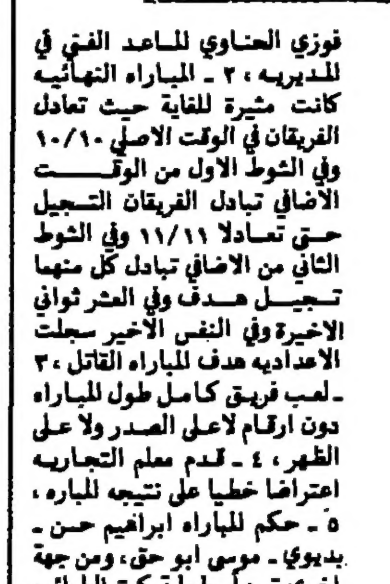 فوزي الحناوي المساعد الفني في
المديريه ، ٢ - المباراه النهائيه
كانت مثيرة للغاية حيث تعادل
الفريقان في الوقت الاصلي ١٠/١٠
وفي الشوط الاول من الوقت
الاضافي تبادل الفريقان التسجيل
حتى تعادلا ١١/١١ وفي الشوط
الثاني من الاضافي تبادل كل منهما
تسجيل هدف وفي العشر ثواني
الاخيرة وفي النفس الاخير سجلت
الاعداديه هدف المباراه القاتل ، ٣
- لعب فريق كامل طول المباراه
دون ارقام لاعلى الصدر ولا على
الظهر ، ٤ - قدم معلم التجاريه
اعتراضا خطيا على نتيجه المباره ،
٥ - حكم المباراه ابراهيم حسن -
بديوي - موسى ابو حق ، ومن جهة